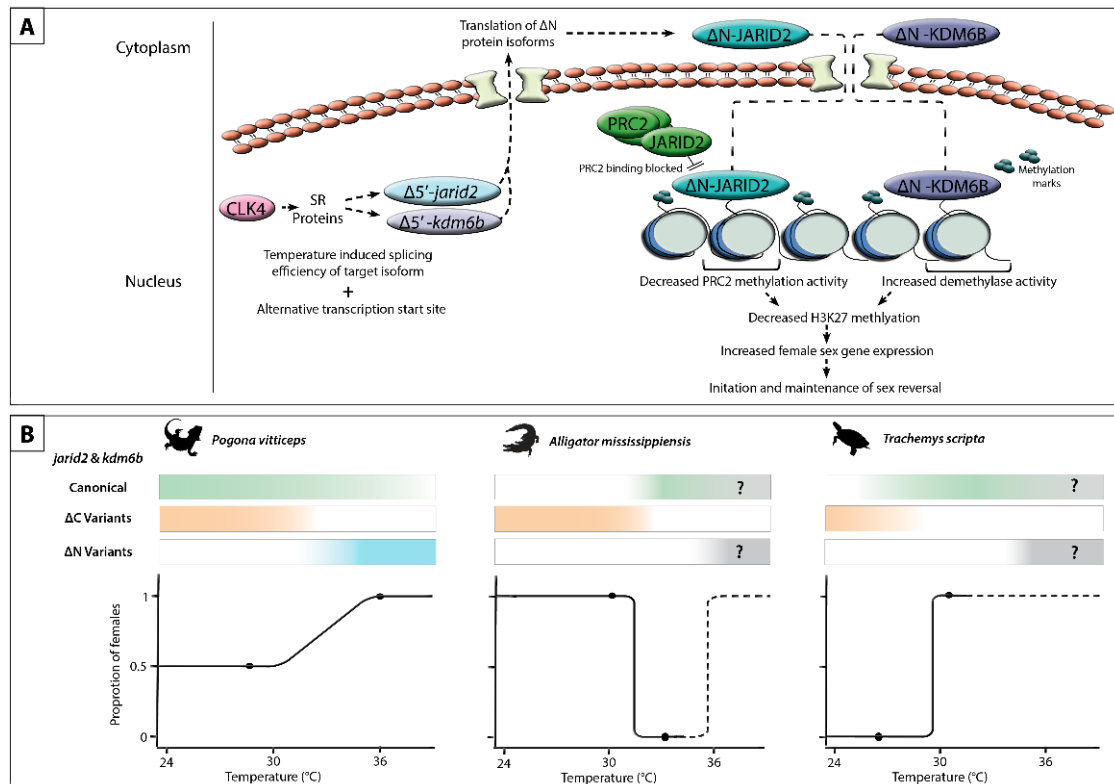 A
Cytoplasm
Translation of ΔN
protein isoforms
ΔN-JARID2
ΔN -KDM6B
PRC2
JARID2
PRC2 binding blocked
ΔN-JARID2
ΔN -KDM6B
Methylation
marks
CLK4
SR
Proteins
Δ5'-jarid2
Δ5'-kdm6b
Temperature induced splicing
efficiency of target isoform
+
Alternative transcription start site
Nucleus
Decreased PRC2 methylation activity
Increased demethylase activity
Decreased H3K27 methlyation
Increased female sex gene expression
Initation and maintenance of sex reversal
B
Pogona vitticeps
Alligator mississippiensis
Trachemys scripta
jarid2 & kdm6b
Canonical
?
?
ΔC Variants
ΔN Variants
?
?
Proprotion of females
1
0.5
0
24
30
36
24
30
36
24
30
36
Temperature (°C)
Temperature (°C)
Temperature (°C)